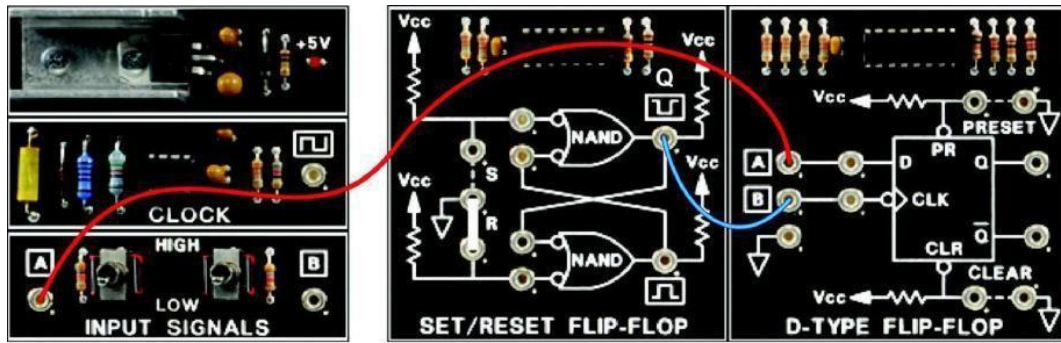 +5V
CLOCK
A
HIGH
B
LOW
INPUT SIGNALS
Vcc
Q
Vcc
NAND
S
Vcc
Vcc
R
NAND
SET/RESET FLIP-FLOP
Vcc
PRESET
PR
A
D
Q
B
CLK
CLR
Q̅
CLEAR
Vcc
D-TYPE FLIP-FLOP